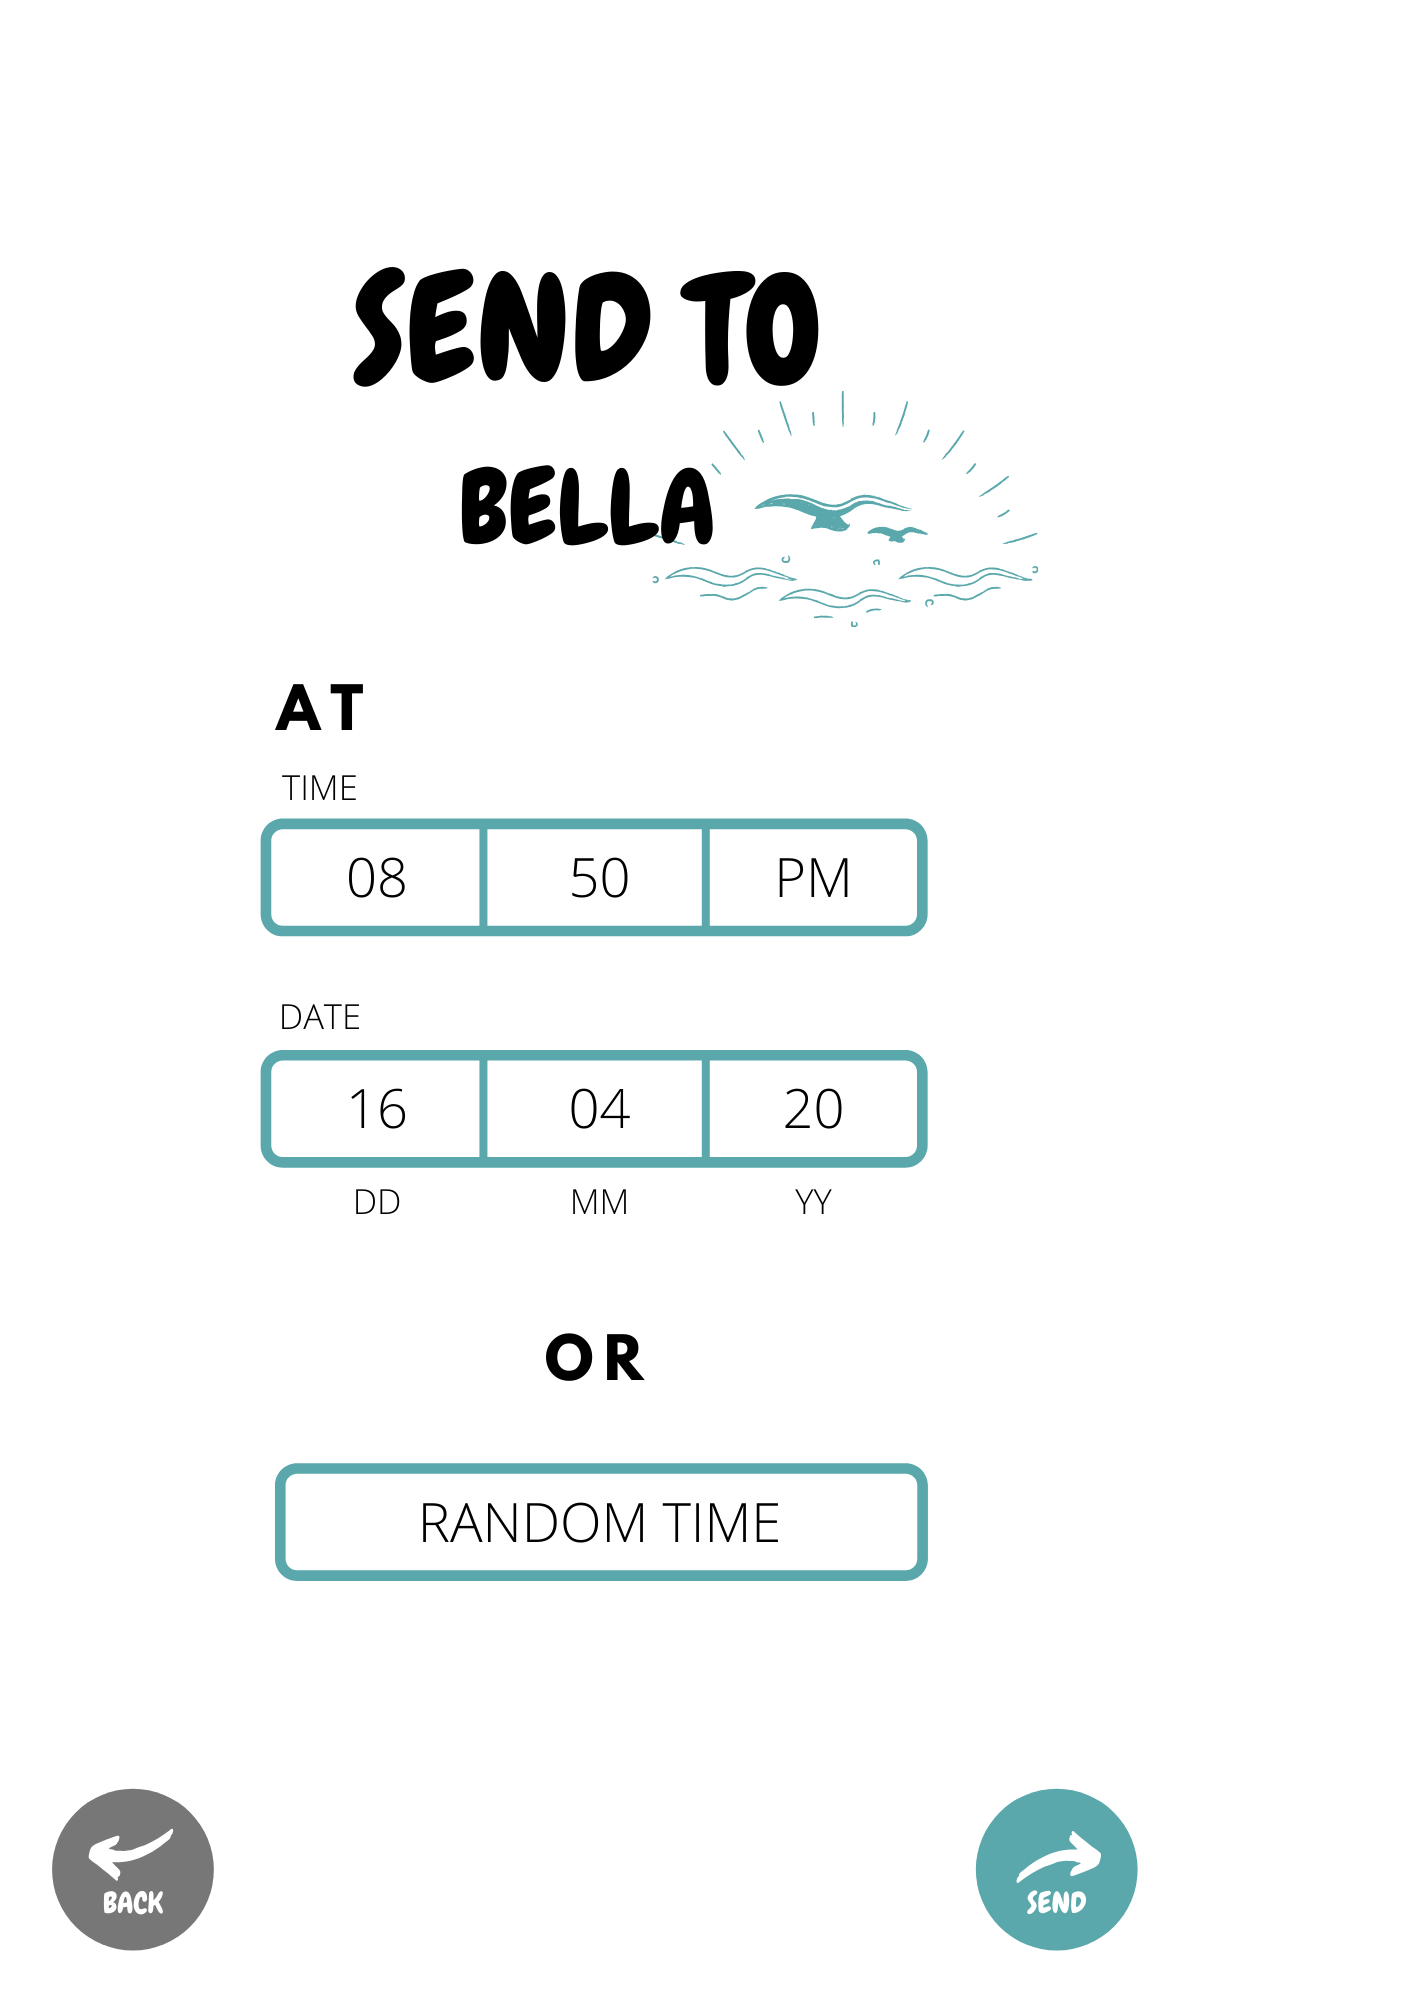 SEND TO
BELLA
AT
TIME
08 50 PM
DATE
16 04 20
DD MM YY
OR
RANDOM TIME
BACK SEND